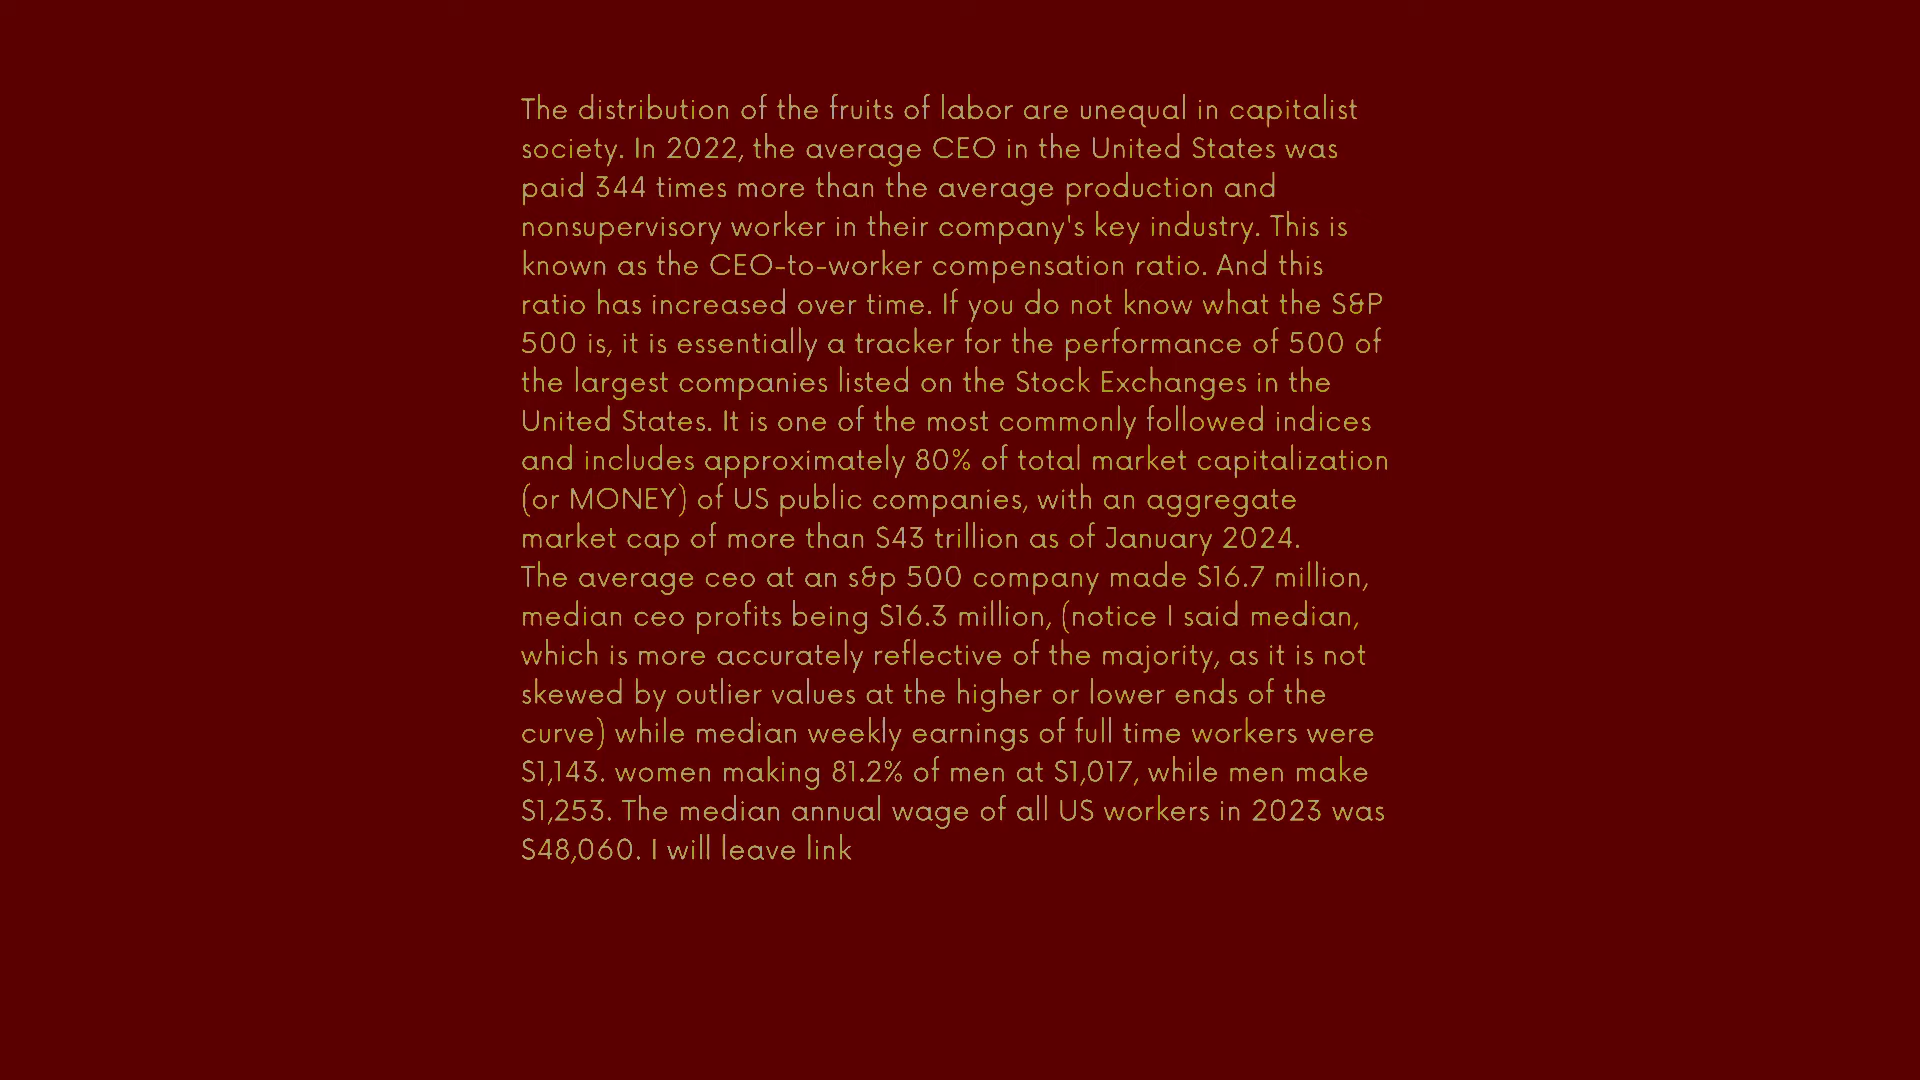 The distribution of the fruits of labor are unequal in capitalist
society. In 2022, the average CEO in the United States was
paid 344 times more than the average production and
nonsupervisory worker in their company's key industry. This is
known as the CEO-to-worker compensation ratio. And this
ratio has increased over time. If you do not know what the S&P
500 is, it is essentially a tracker for the performance of 500 of
the largest companies listed on the Stock Exchanges in the
United States. It is one of the most commonly followed indices
and includes approximately 80% of total market capitalization
(or MONEY) of US public companies, with an aggregate
market cap of more than $43 trillion as of January 2024.
The average ceo at an s&p 500 company made $16.7 million,
median ceo profits being $16.3 million, (notice I said median,
which is more accurately reflective of the majority, as it is not
skewed by outlier values at the higher or lower ends of the
curve) while median weekly earnings of full time workers were
$1,143. women making 81.2% of men at $1,017, while men make
$1,253. The median annual wage of all US workers in 2023 was
$48,060. I will leave link